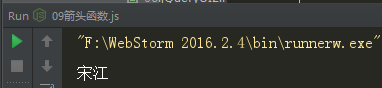 Run 09箭头函数.js
"F:\WebStorm 2016.2.4\bin\runnerw.exe"
宋江